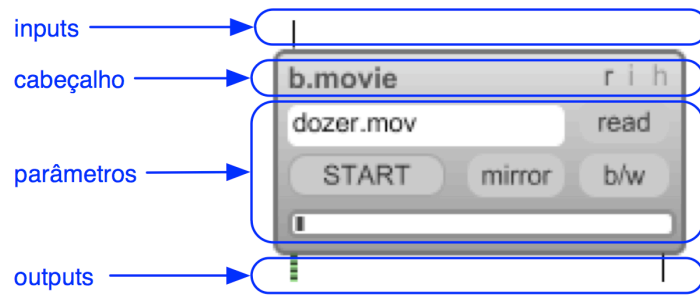 inputs
cabeçalho
b.movie r i h
dozer.mov read
parâmetros
START mirror b/w
outputs